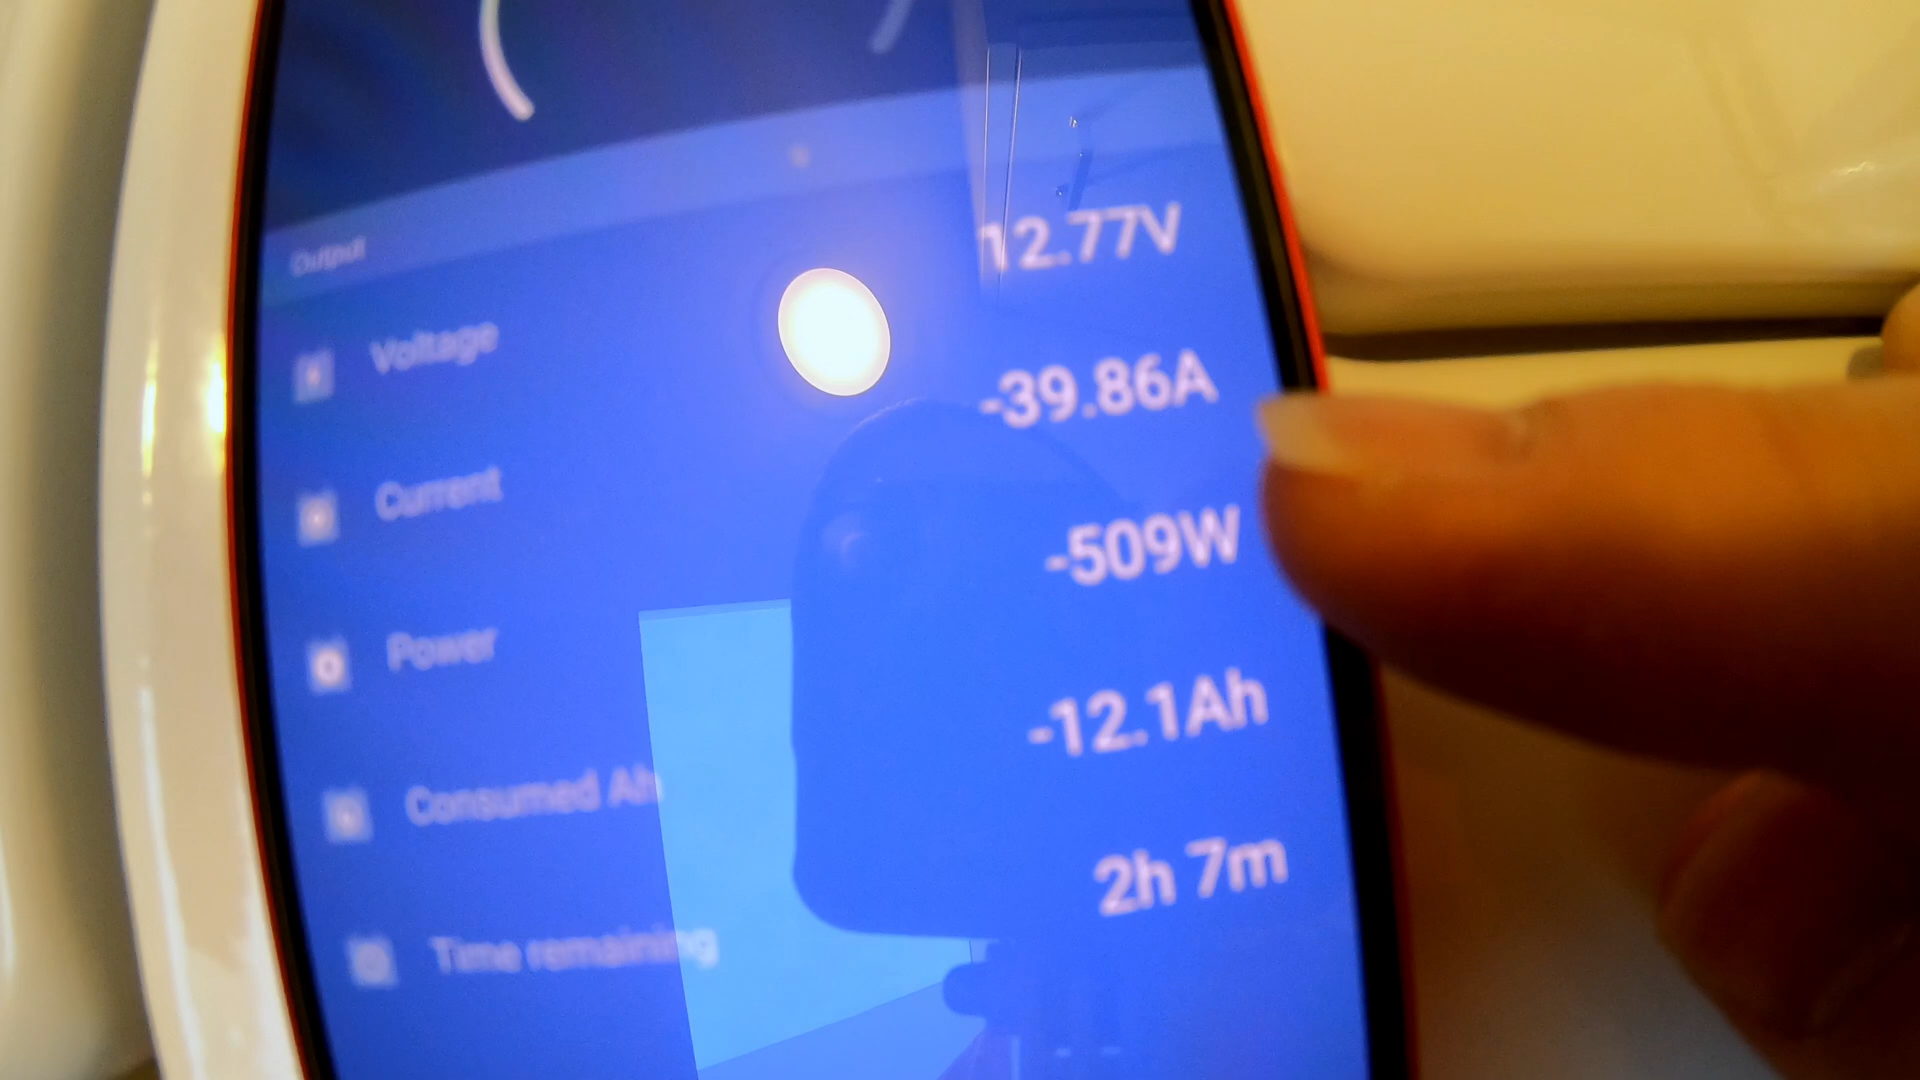 Output
Voltage 12.77V
Current -39.86A
Power -509W
Consumed Ah -12.1Ah
Time remaining 2h 7m